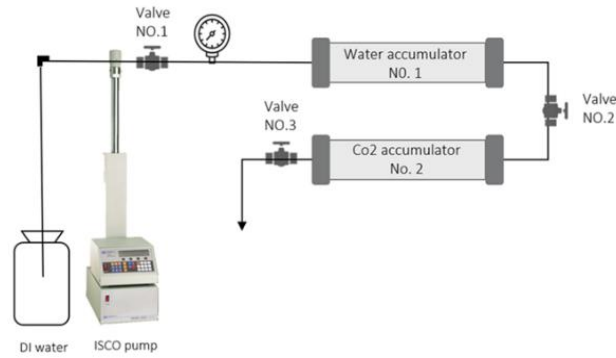 Valve
NO.1
Water accumulator
N0. 1
Valve
NO.2
Valve
NO.3
Co2 accumulator
No. 2
DI water
ISCO pump